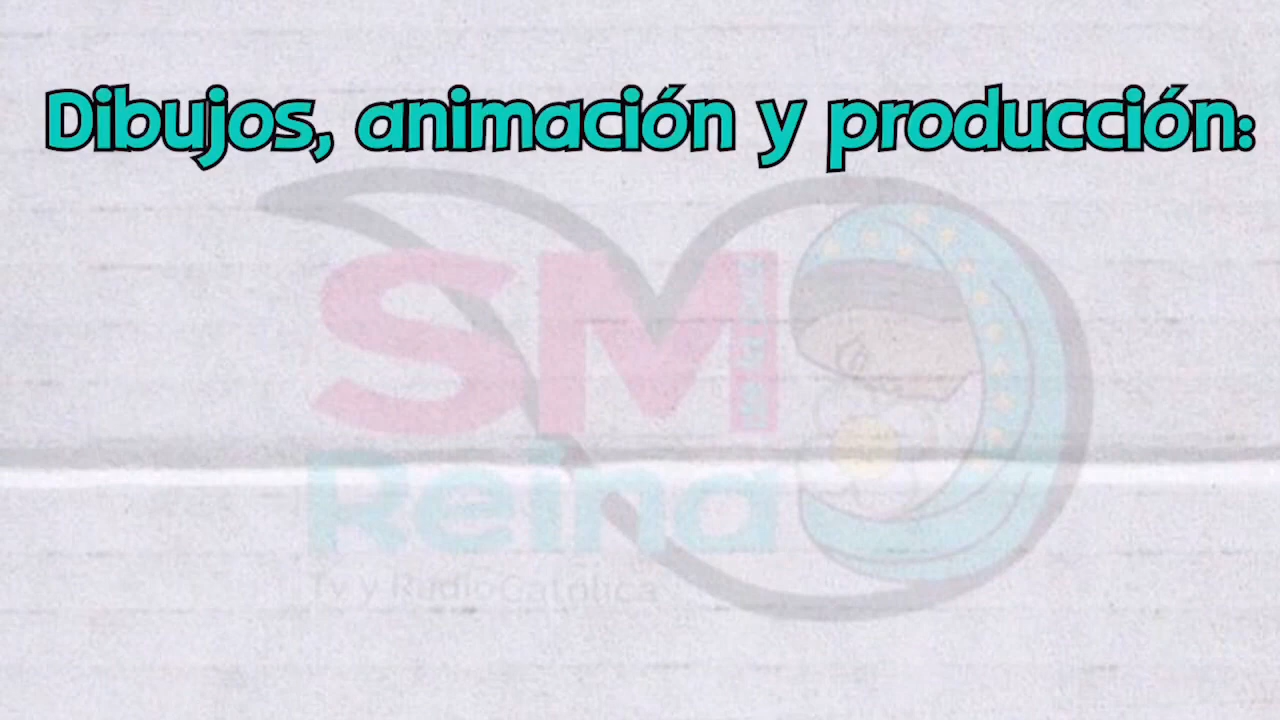 Dibujos, animación y producción:
SM
Reina
Tv y Radio Católica